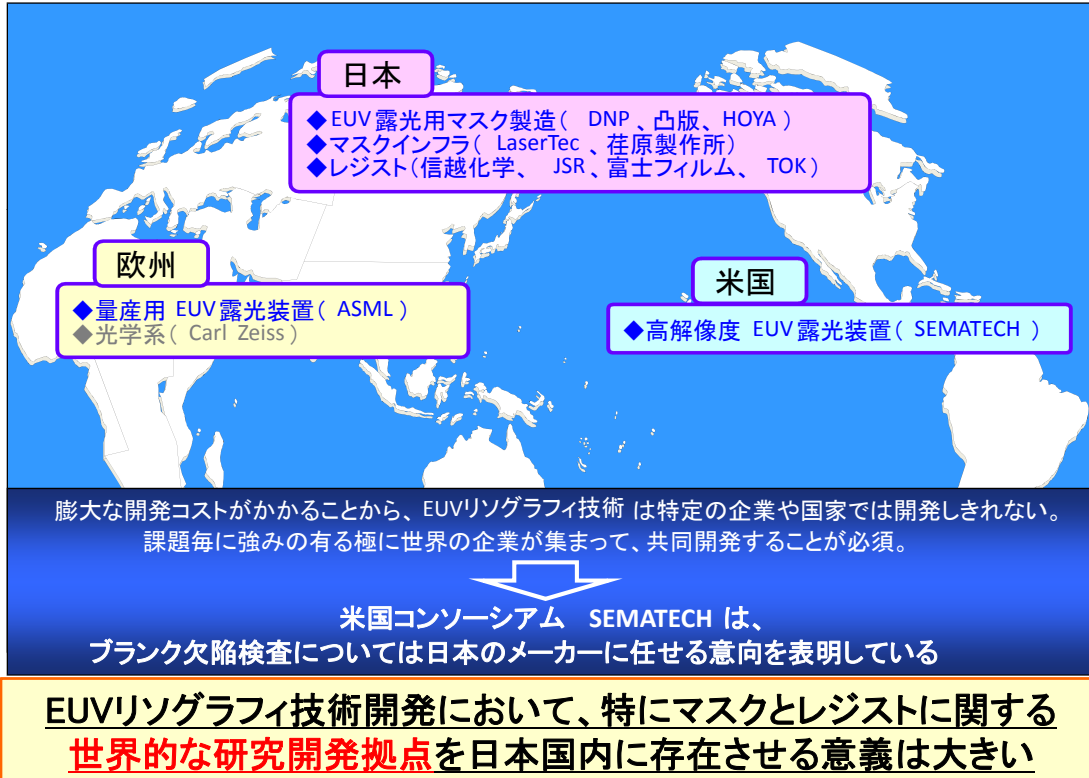 日本
◆EUV露光用マスク製造( DNP、凸版、HOYA)
◆マスクインフラ( LaserTec、荏原製作所)
◆レジスト(信越化学、 JSR、富士フィルム、 TOK)
欧州
◆量産用 EUV露光装置( ASML)
◆光学系( Carl Zeiss)
米国
◆高解像度 EUV露光装置( SEMATECH)
膨大な開発コストがかかることから、EUVリソグラフィ技術 は特定の企業や国家では開発しきれない。
課題毎に強みの有る極に世界の企業が集まって、共同開発することが必須。
米国コンソーシアム SEMATECH は、
ブランク欠陥検査については日本のメーカーに任せる意向を表明している
EUVリソグラフィ技術開発において、特にマスクとレジストに関する
世界的な研究開発拠点を日本国内に存在させる意義は大きい